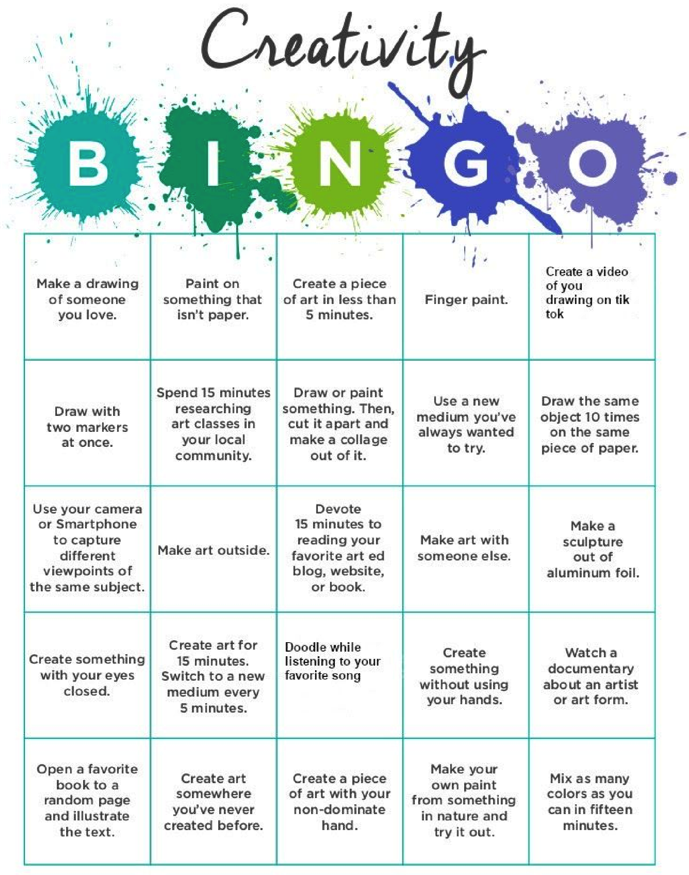 Creativity
B I N G O
Make a drawing
of someone
you love.
Paint on
something that
isn't paper.
Create a piece
of art in less than
5 minutes.
Finger paint.
Create a video
of you
drawing on tik
tok
Draw with
two markers
at once.
Spend 15 minutes
researching
art classes in
your local
community.
Draw or paint
something. Then,
cut it apart and
make a collage
out of it.
Use a new
medium you've
always wanted
to try.
Draw the same
object 10 times
on the same
piece of paper.
Use your camera
or Smartphone
to capture
different
viewpoints of
the same subject.
Make art outside.
Devote
15 minutes to
reading your
favorite art ed
blog, website,
or book.
Make art with
someone else.
Make a
sculpture
out of
aluminum foil.
Create something
with your eyes
closed.
Create art for
15 minutes.
Switch to a new
medium every
5 minutes.
Doodle while
listening to your
favorite song
Create
something
without using
your hands.
Watch a
documentary
about an artist
or art form.
Open a favorite
book to a
random page
and illustrate
the text.
Create art
somewhere
you've never
created before.
Create a piece
of art with your
non-dominate
hand.
Make your
own paint
from something
in nature and
try it out.
Mix as many
colors as you
can in fifteen
minutes.